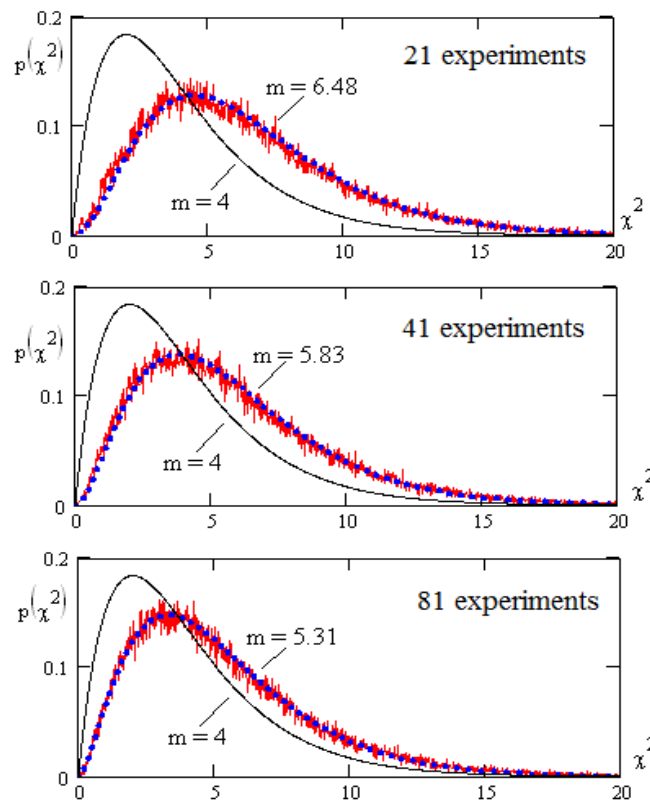 0.2
p(χ²)
21 experiments
m = 6.48
0.1
m = 4
0
0 5 10 15 χ² 20
0.2
p(χ²)
41 experiments
m = 5.83
0.1
m = 4
0
0 5 10 15 χ² 20
0.2
p(χ²)
81 experiments
m = 5.31
0.1
m = 4
0
0 5 10 15 χ² 20